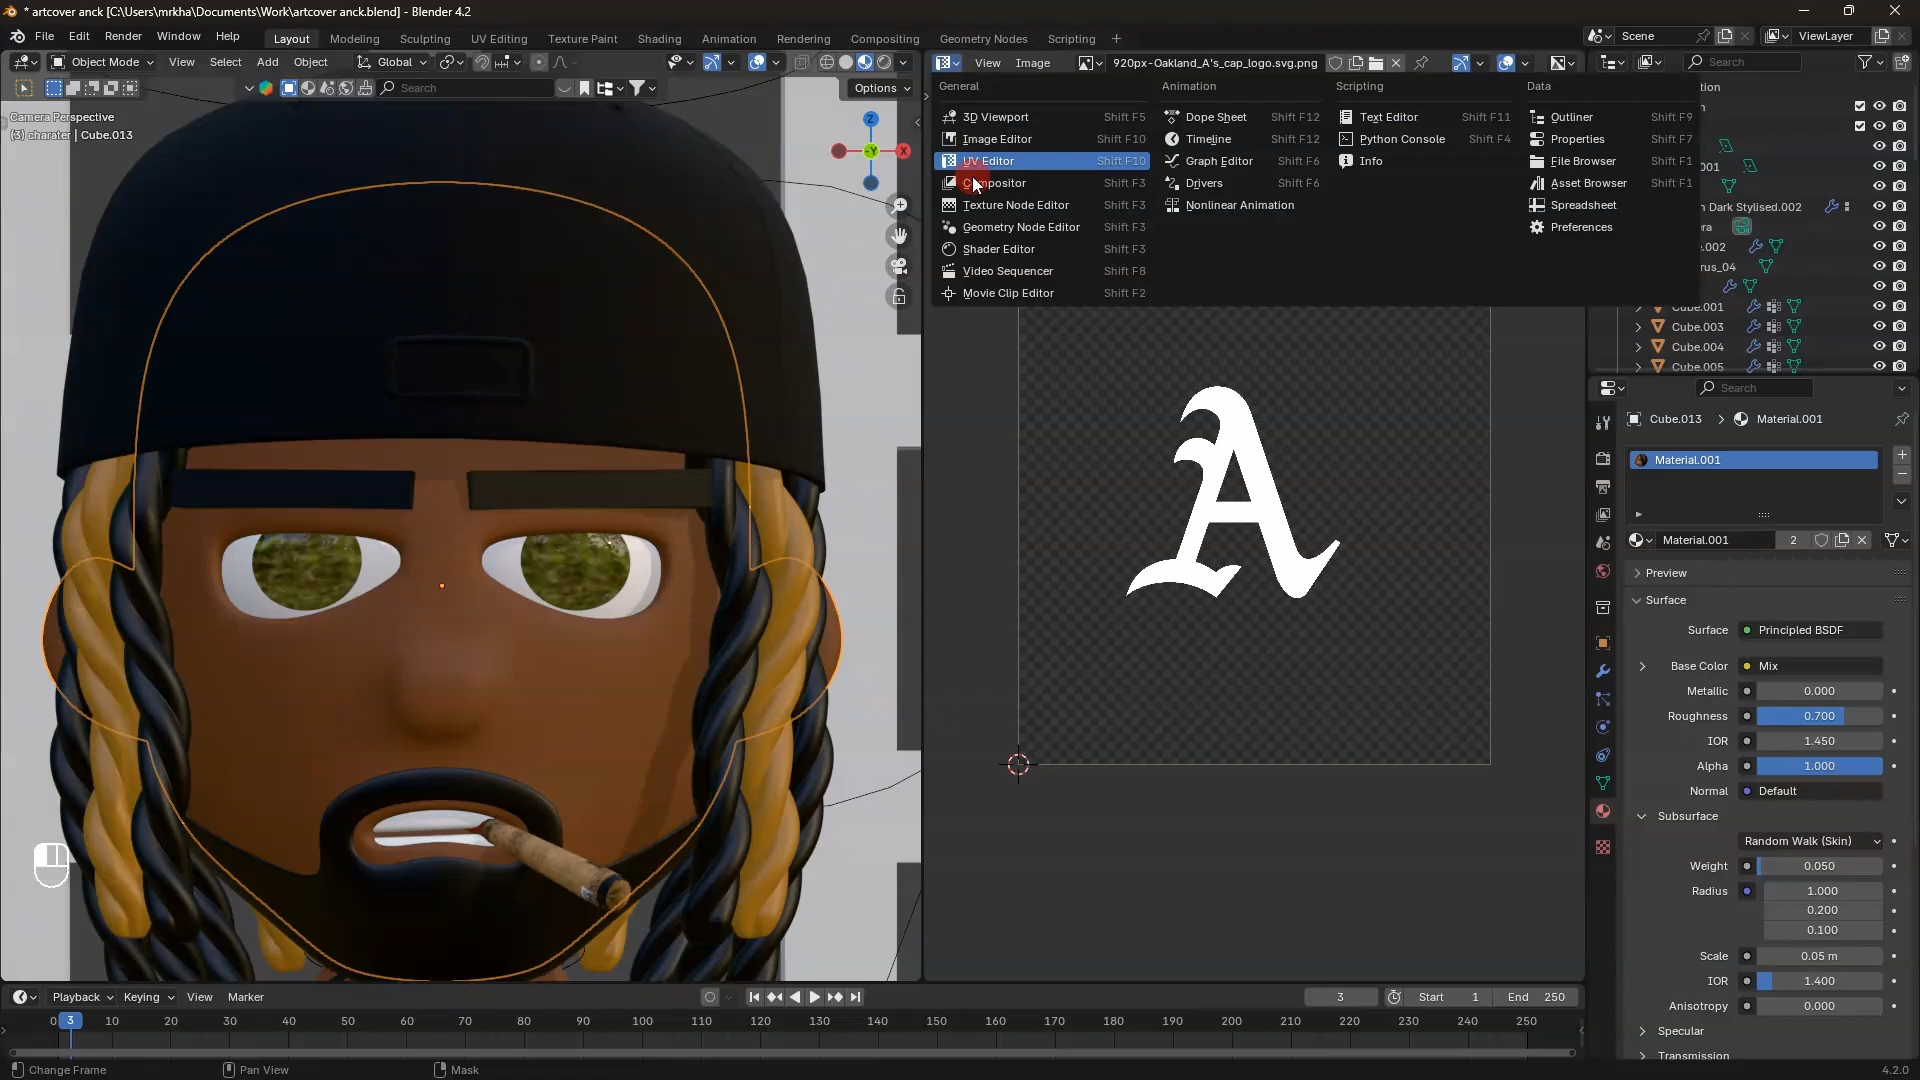 * artcover anck [C:\Users\mrkha\Documents\Work\artcover anck.blend] - Blender 4.2
File Edit Render Window Help Layout Modeling Sculpting UV Editing Texture Paint Shading Animation Rendering Compositing Geometry Nodes Scripting + Scene ViewLayer
Object Mode View Select Add Object Global View Image 920px-Oakland_A's_cap_logo.svg.png Search
Search Options
Camera Perspective
(3) charater | Cube.013
Z
-Y X
General Animation Scripting Data
3D Viewport Shift F5 Dope Sheet Shift F12 Text Editor Shift F11 Outliner Shift F9
Image Editor Shift F10 Timeline Shift F12 Python Console Shift F4 Properties Shift F7
UV Editor Shift F10 Graph Editor Shift F6 Info File Browser Shift F1
Compositor Shift F3 Drivers Shift F6 Asset Browser Shift F1
Texture Node Editor Shift F3 Nonlinear Animation Spreadsheet
Geometry Node Editor Shift F3 Preferences
Shader Editor Shift F3
Video Sequencer Shift F8
Movie Clip Editor Shift F2
001
Dark Stylised.002
.002
rus_04
Cube.001
Cube.003
Cube.004
Cube.005
A
Search
Cube.013 > Material.001
Material.001
Material.001 2
Preview
Surface
Surface Principled BSDF
Base Color Mix
Metallic 0.000
Roughness 0.700
IOR 1.450
Alpha 1.000
Normal Default
Subsurface
Random Walk (Skin)
Weight 0.050
Radius 1.000
0.200
0.100
Scale 0.05 m
IOR 1.400
Anisotropy 0.000
Specular
Transmission
Playback Keying View Marker 3 Start 1 End 250
0 3 10 20 30 40 50 60 70 80 90 100 110 120 130 140 150 160 170 180 190 200 210 220 230 240 250
Change Frame Pan View Mask 4.2.0